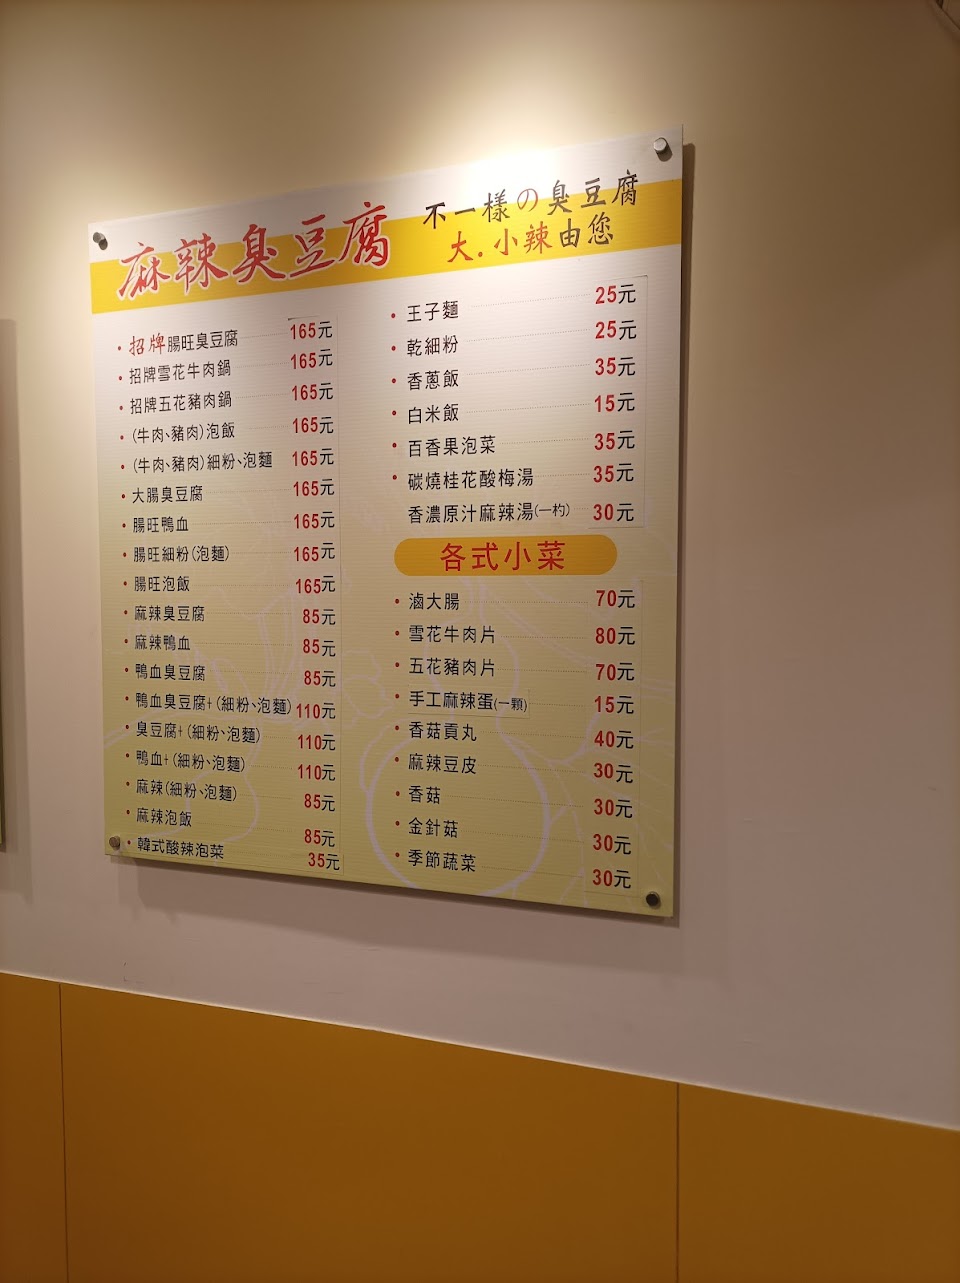 麻辣臭豆腐
不一樣の臭豆腐
大.小辣由您
・招牌腸旺臭豆腐 165元
・招牌雪花牛肉鍋 165元
・招牌五花豬肉鍋 165元
・(牛肉、豬肉)泡飯 165元
・(牛肉、豬肉)細粉、泡麵 165元
・大腸臭豆腐 165元
・腸旺鴨血 165元
・腸旺細粉(泡麵) 165元
・腸旺泡飯 165元
・麻辣臭豆腐 85元
・麻辣鴨血 85元
・鴨血臭豆腐 85元
・鴨血臭豆腐+(細粉、泡麵) 110元
・臭豆腐+(細粉、泡麵) 110元
・鴨血+(細粉、泡麵) 110元
・麻辣(細粉、泡麵) 85元
・麻辣泡飯 85元
・韓式酸辣泡菜 35元
・王子麵 25元
・乾細粉 25元
・香蔥飯 35元
・白米飯 15元
・百香果泡菜 35元
・碳燒桂花酸梅湯 35元
香濃原汁麻辣湯(一杓) 30元
各式小菜
・滷大腸 70元
・雪花牛肉片 80元
・五花豬肉片 70元
・手工麻辣蛋(一顆) 15元
・香菇貢丸 40元
・麻辣豆皮 30元
・香菇 30元
・金針菇 30元
・季節蔬菜 30元